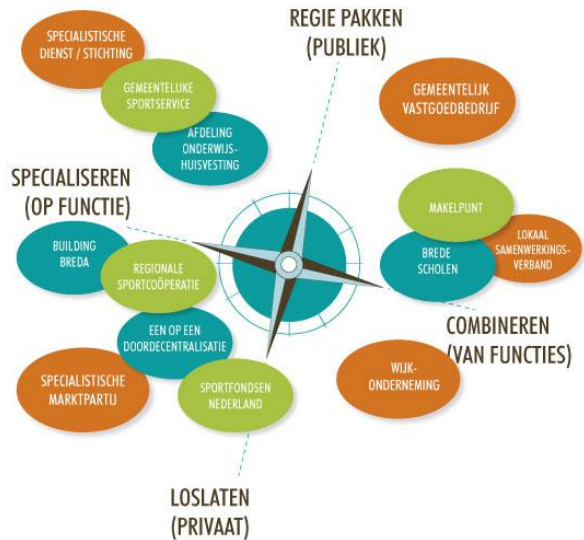 REGIE PAKKEN
(PUBLIEK)
SPECIALISTISCHE
DIENST / STICHTING
GEMEENTELIJKE
SPORTSERVICE
AFDELING
ONDERWIJS-
HUISVESTING
GEMEENTELIJK
VASTGOEDBEDRIJF
SPECIALISEREN
(OP FUNCTIE)
MAKELPUNT
LOKAAL
SAMENWERKINGS-
VERBAND
BREDE
SCHOLEN
BUILDING
BREDA
REGIONALE
SPORTCOÖPERATIE
EEN OP EEN
DOORDECENTRALISATIE
COMBINEREN
(VAN FUNCTIES)
SPECIALISTISCHE
MARKTPARTIJ
SPORTFONDSEN
NEDERLAND
WIJK-
ONDERNEMING
LOSLATEN
(PRIVAAT)